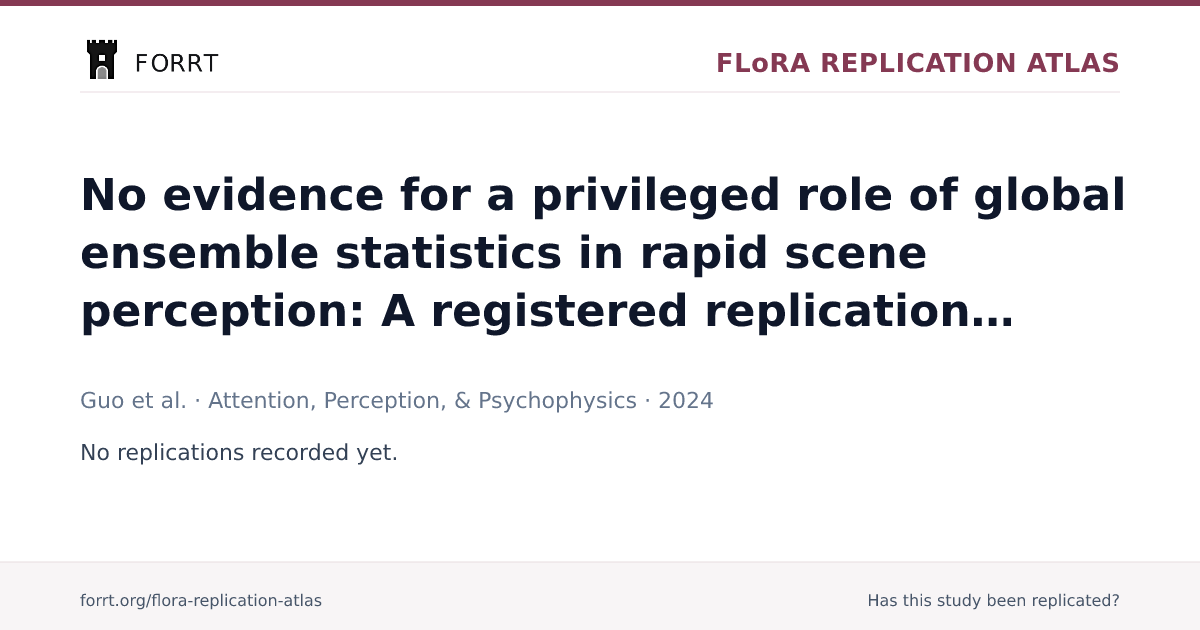 FORRT
FLoRA REPLICATION ATLAS
No evidence for a privileged role of global
ensemble statistics in rapid scene
perception: A registered replication…
Guo et al. · Attention, Perception, & Psychophysics · 2024
No replications recorded yet.
forrt.org/flora-replication-atlas
Has this study been replicated?